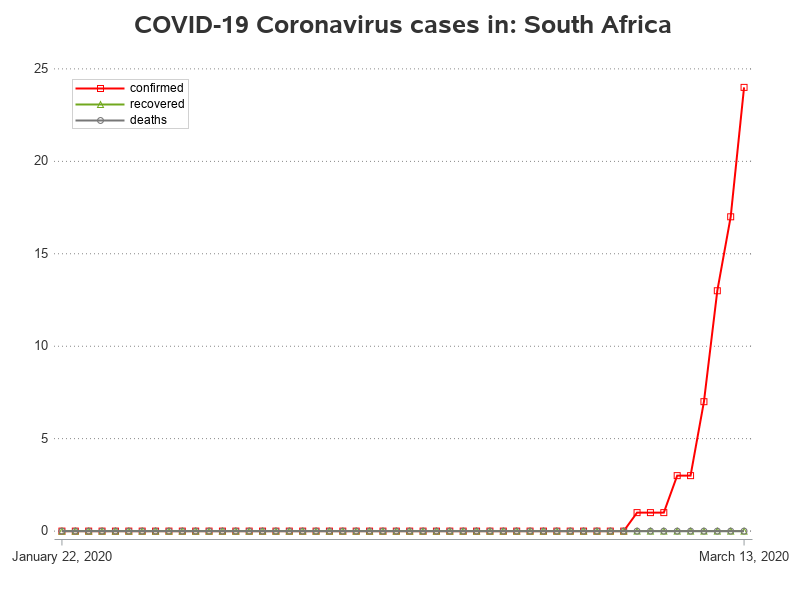 COVID-19 Coronavirus cases in: South Africa
25
confirmed
recovered
deaths
20
15
10
5
0
January 22, 2020
March 13, 2020